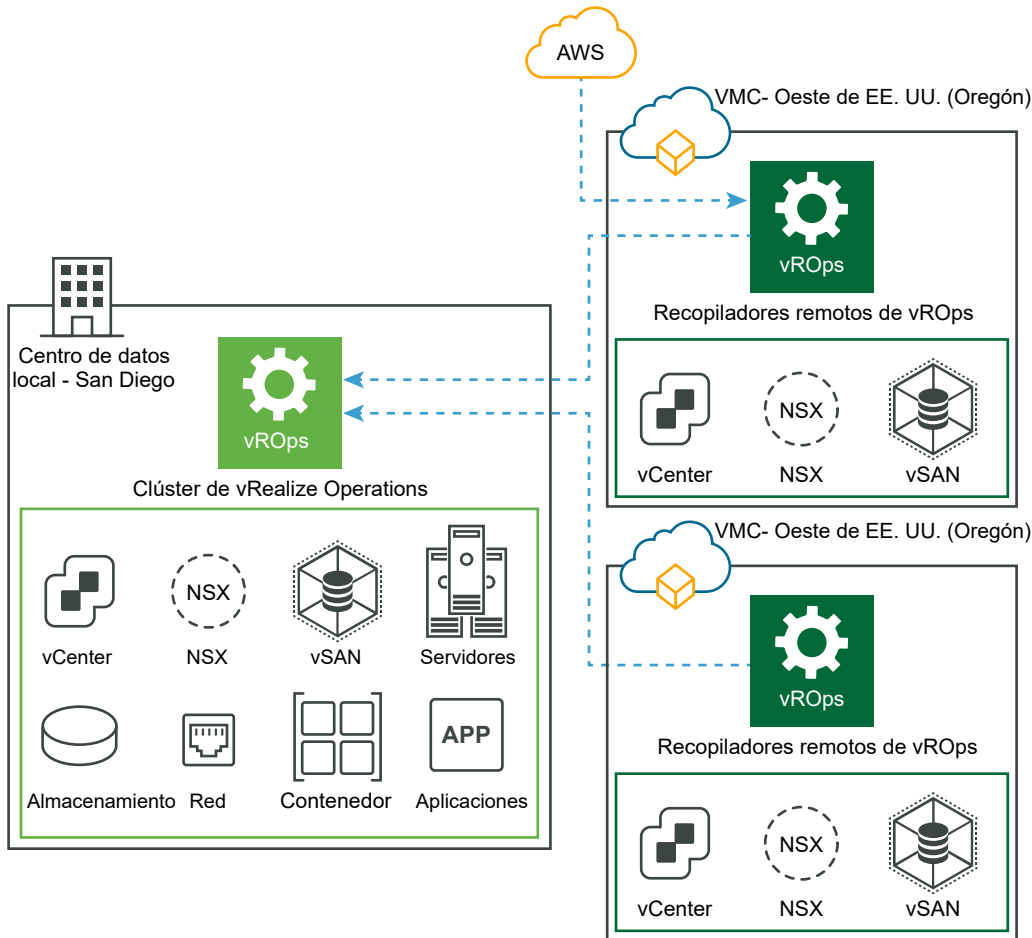 AWS
VMC- Oeste de EE. UU. (Oregón)
vROps
Recopiladores remotos de vROps
NSX
vCenter
NSX
vSAN
Centro de datos
local - San Diego
vROps
Clúster de vRealize Operations
NSX
vCenter
NSX
vSAN
Servidores
APP
Almacenamiento
Red
Contenedor
Aplicaciones
VMC- Oeste de EE. UU. (Oregón)
vROps
Recopiladores remotos de vROps
NSX
vCenter
NSX
vSAN